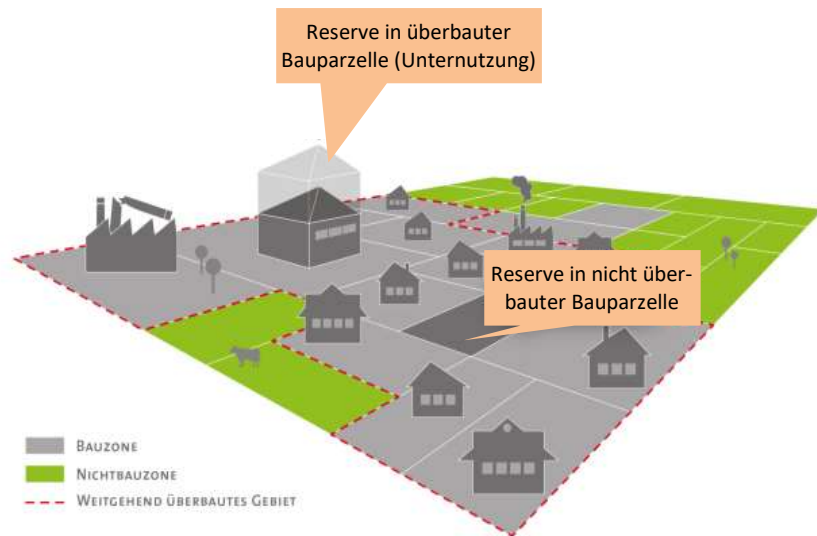 Reserve in überbauter
Bauparzelle (Unternutzung)
Reserve in nicht über-
bauter Bauparzelle
BAUZONE
NICHTBAUZONE
WEITGEHEND ÜBERBAUTES GEBIET